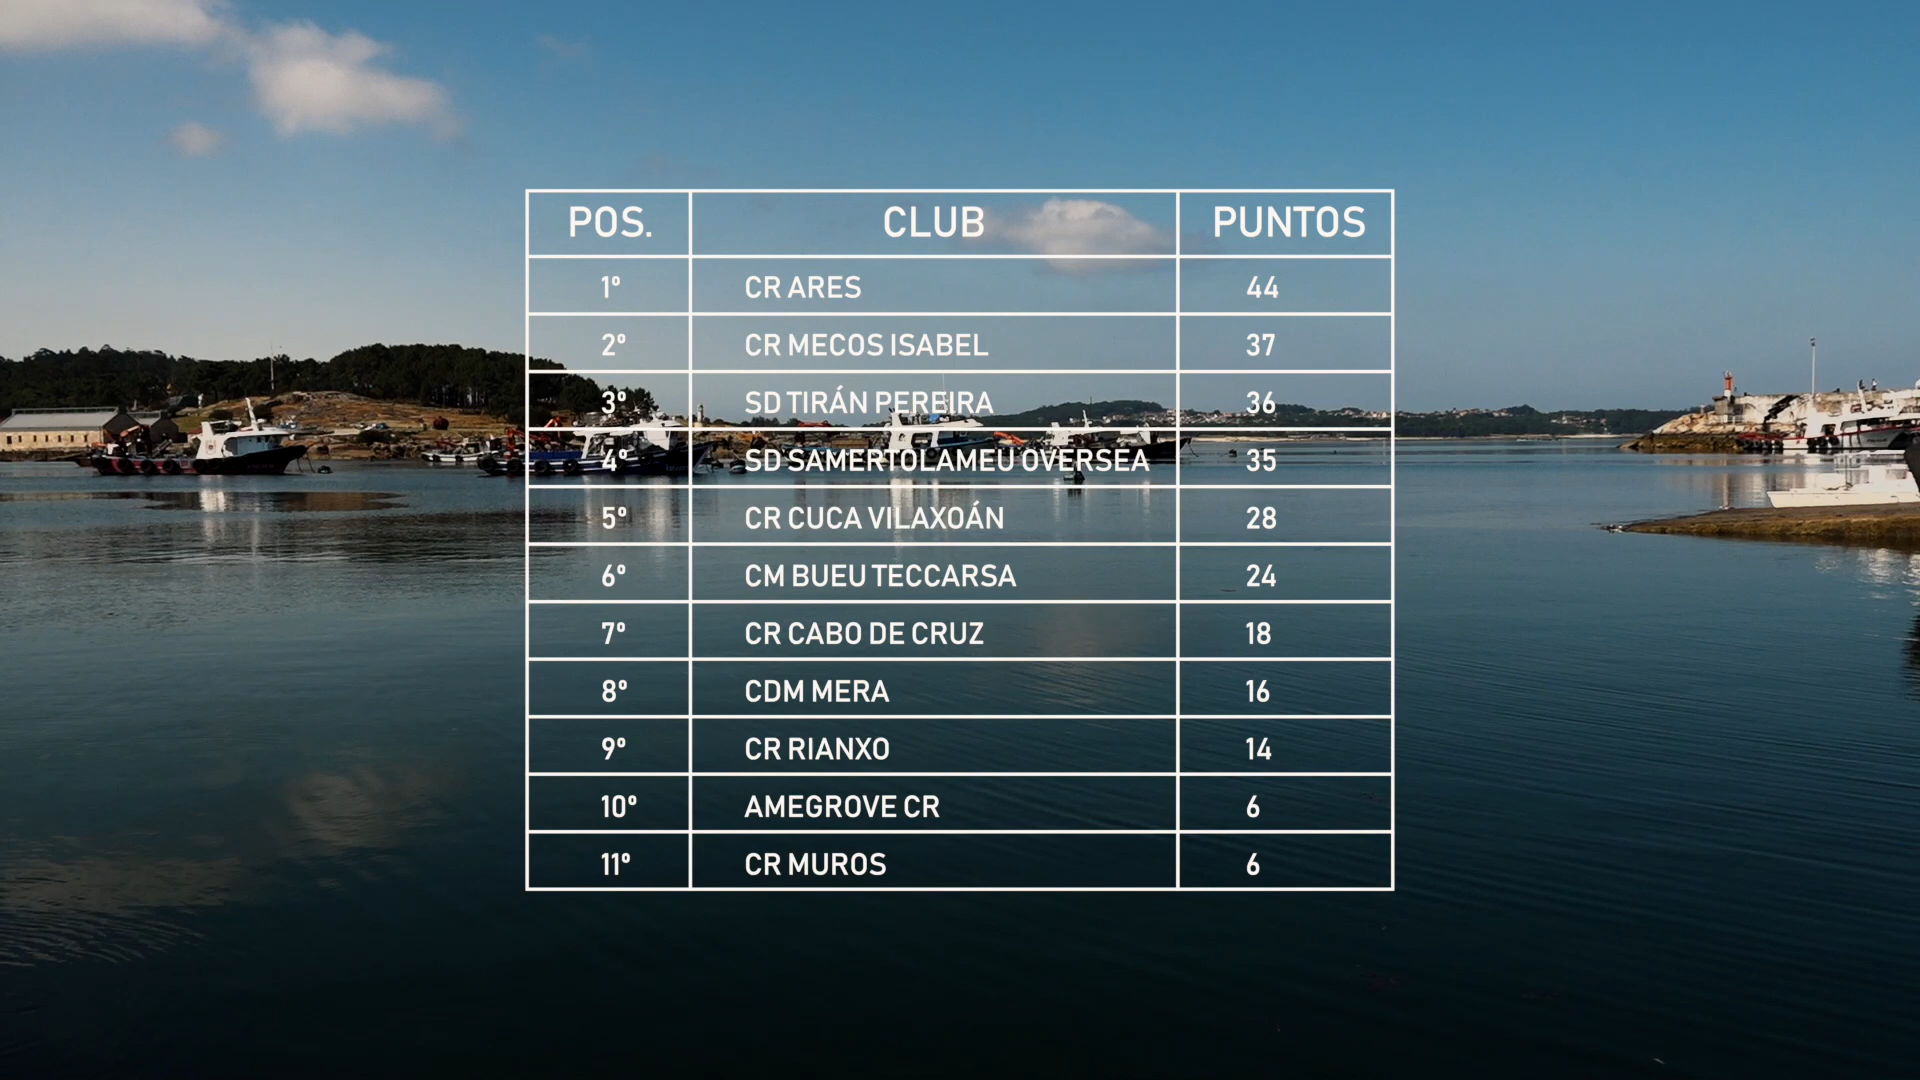 POS. CLUB PUNTOS
1º CR ARES 44
2º CR MECOS ISABEL 37
3º SD TIRÁN PEREIRA 36
4º SD SAMERTOLAMEU OVERSEA 35
5º CR CUCA VILAXOÁN 28
6º CM BUEU TECCARSA 24
7º CR CABO DE CRUZ 18
8º CDM MERA 16
9º CR RIANXO 14
10º AMEGROVE CR 6
11º CR MUROS 6